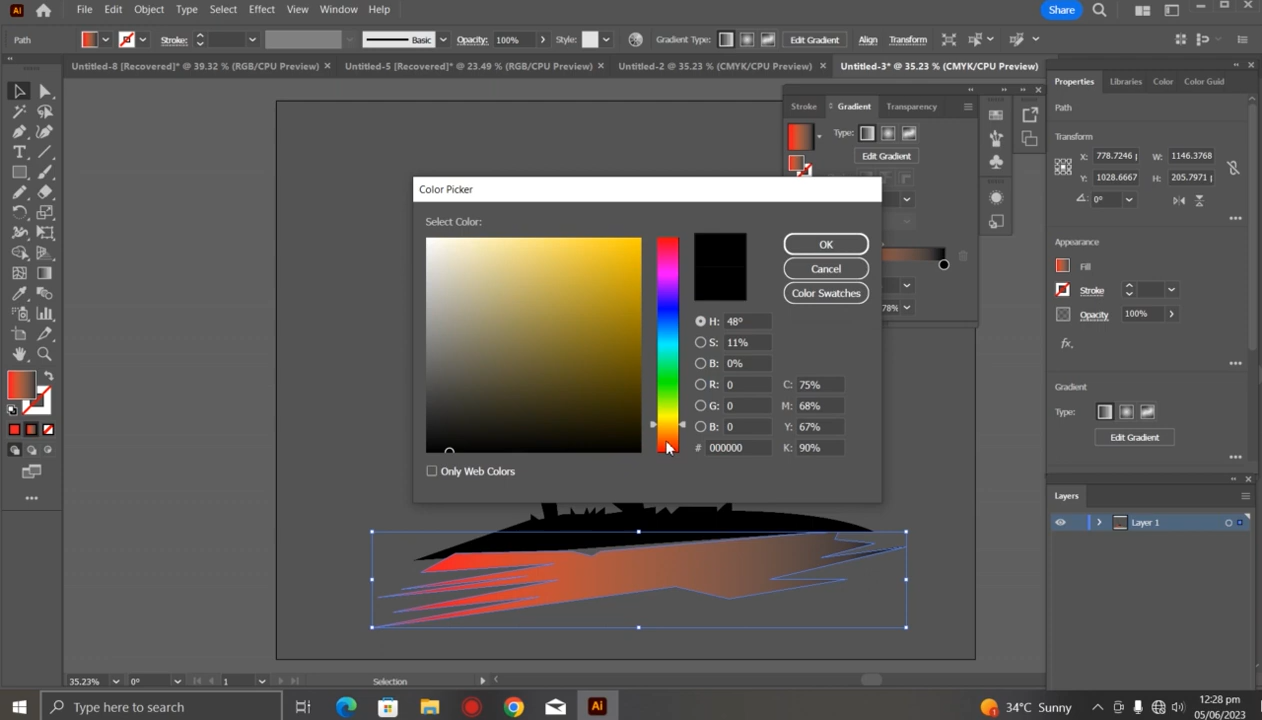 Ai File Edit Object Type Select Effect View Window Help Share
Path Stroke: Basic Opacity: 100% Style: Gradient Type: Edit Gradient Align Transform
Untitled-8 [Recovered]* @ 39.32 % (RGB/CPU Preview) × Untitled-5 [Recovered]* @ 23.49 % (RGB/CPU Preview) × Untitled-2 @ 35.23 % (CMYK/CPU Preview) × Untitled-3* @ 35.23 % (CMYK/CPU Preview)
Properties Libraries Color Color Guid
Stroke Gradient Transparency
Path
Type:
Edit Gradient
Transform
X: 778.7246 W: 1146.3768
Y: 1028.6667 H: 205.7971
0°
Color Picker
Select Color:
OK
Cancel
Color Swatches
H: 48°
S: 11%
B: 0%
R: 0 C: 75%
G: 0 M: 68%
B: 0 Y: 67%
# 000000 K: 90%
Only Web Colors
78%
Appearance
Fill
Stroke
Opacity 100%
fx.
Gradient
Type:
Edit Gradient
Layers
Layer 1
35.23% 0° 1 Selection
Type here to search
Ai
34°C Sunny
12:28 pm
05/06/2023